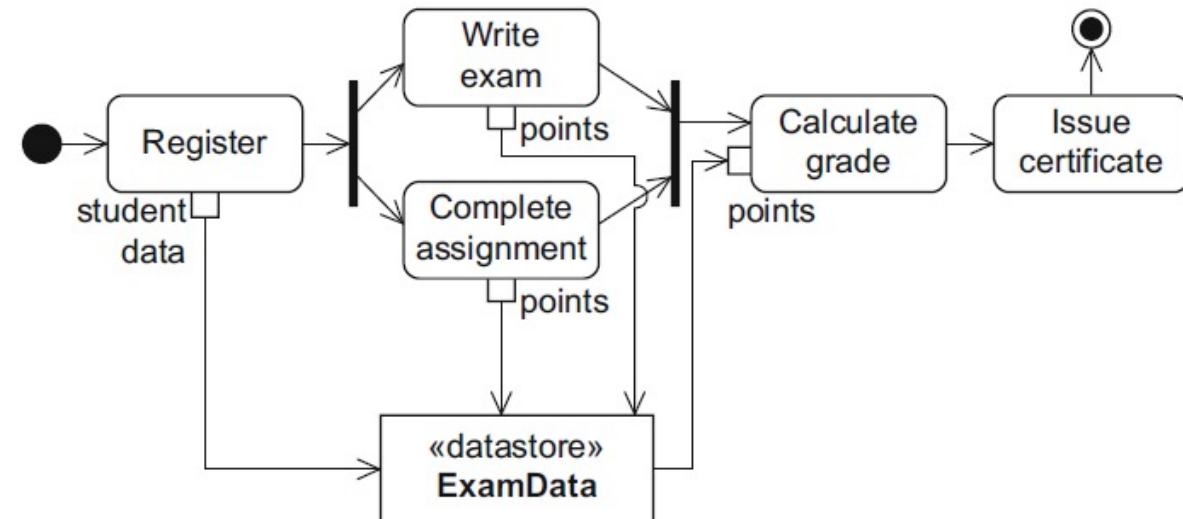 Write
exam
points
Register
student
data
Complete
assignment
points
Calculate
grade
points
Issue
certificate
«datastore»
ExamData